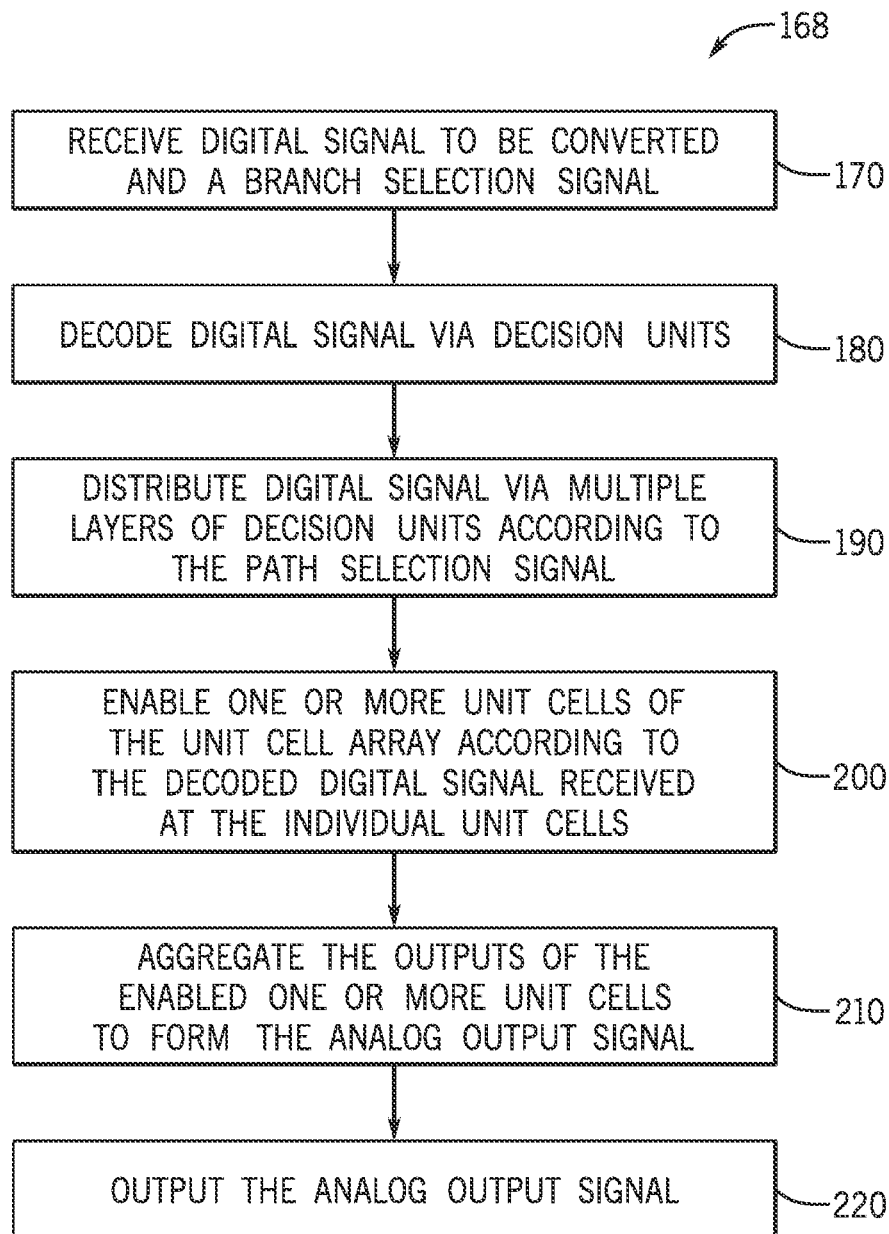 168
RECEIVE DIGITAL SIGNAL TO BE CONVERTED
AND A BRANCH SELECTION SIGNAL
170
DECODE DIGITAL SIGNAL VIA DECISION UNITS
180
DISTRIBUTE DIGITAL SIGNAL VIA MULTIPLE
LAYERS OF DECISION UNITS ACCORDING TO
THE PATH SELECTION SIGNAL
190
ENABLE ONE OR MORE UNIT CELLS OF
THE UNIT CELL ARRAY ACCORDING TO
THE DECODED DIGITAL SIGNAL RECEIVED
AT THE INDIVIDUAL UNIT CELLS
200
AGGREGATE THE OUTPUTS OF THE
ENABLED ONE OR MORE UNIT CELLS
TO FORM THE ANALOG OUTPUT SIGNAL
210
OUTPUT THE ANALOG OUTPUT SIGNAL
220